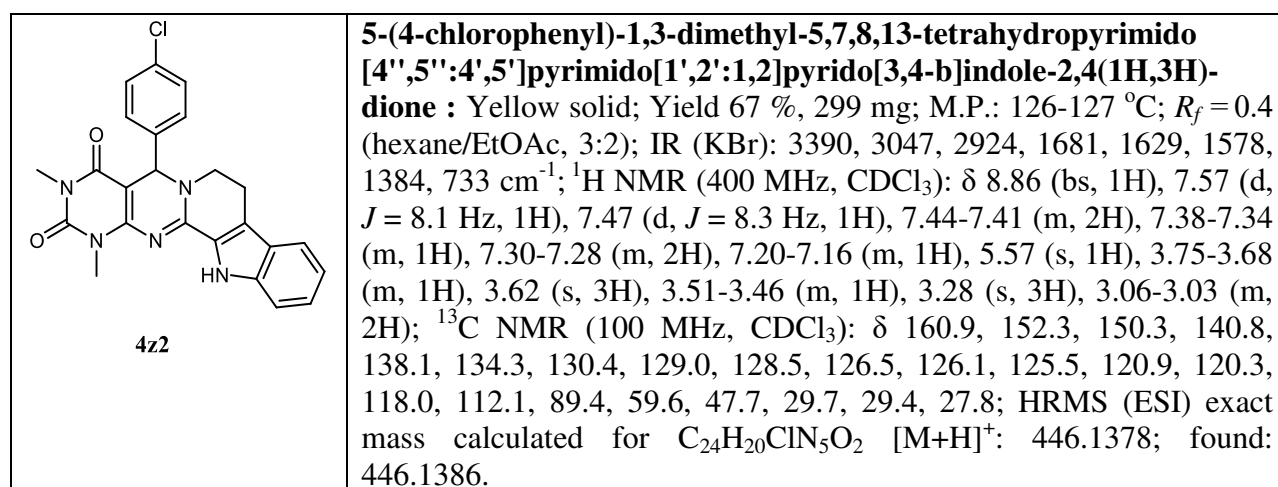 Cl
O
N
N
O
N
N
HN
4z2
5-(4-chlorophenyl)-1,3-dimethyl-5,7,8,13-tetrahydropyrimido
[4'',5'':4',5']pyrimido[1',2':1,2]pyrido[3,4-b]indole-2,4(1H,3H)-
dione : Yellow solid; Yield 67 %, 299 mg; M.P.: 126-127 °C; Rf = 0.4
(hexane/EtOAc, 3:2); IR (KBr): 3390, 3047, 2924, 1681, 1629, 1578,
1384, 733 cm⁻¹; ¹H NMR (400 MHz, CDCl₃): δ 8.86 (bs, 1H), 7.57 (d,
J = 8.1 Hz, 1H), 7.47 (d, J = 8.3 Hz, 1H), 7.44-7.41 (m, 2H), 7.38-7.34
(m, 1H), 7.30-7.28 (m, 2H), 7.20-7.16 (m, 1H), 5.57 (s, 1H), 3.75-3.68
(m, 1H), 3.62 (s, 3H), 3.51-3.46 (m, 1H), 3.28 (s, 3H), 3.06-3.03 (m,
2H); ¹³C NMR (100 MHz, CDCl₃): δ 160.9, 152.3, 150.3, 140.8,
138.1, 134.3, 130.4, 129.0, 128.5, 126.5, 126.1, 125.5, 120.9, 120.3,
118.0, 112.1, 89.4, 59.6, 47.7, 29.7, 29.4, 27.8; HRMS (ESI) exact
mass calculated for C₂₄H₂₀ClN₅O₂ [M+H]⁺: 446.1378; found:
446.1386.